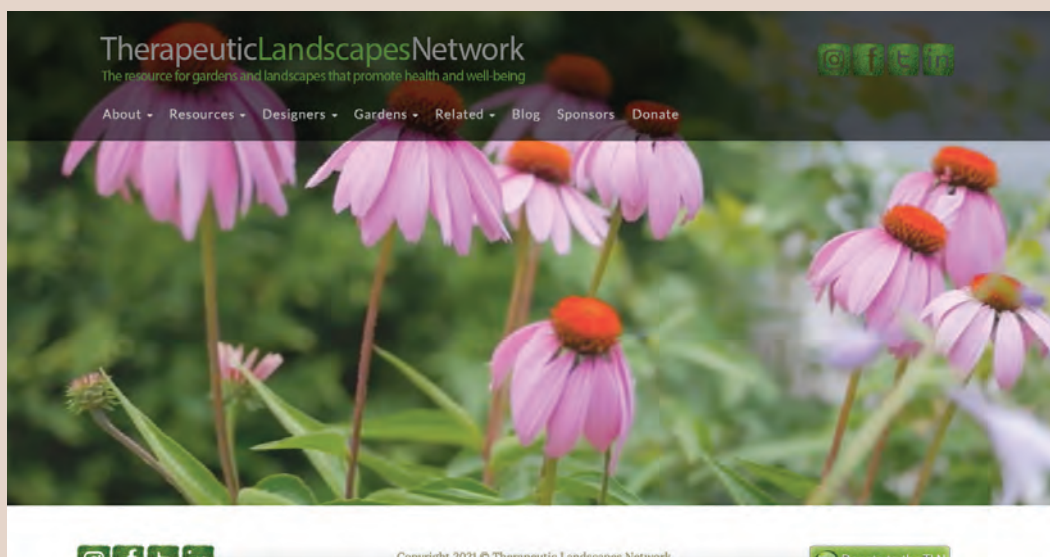 TherapeuticLandscapesNetwork
The resource for gardens and landscapes that promote health and well-being
About Resources Designers Gardens Related Blog Sponsors Donate
Copyright 2021 © Therapeutic Landscapes Network